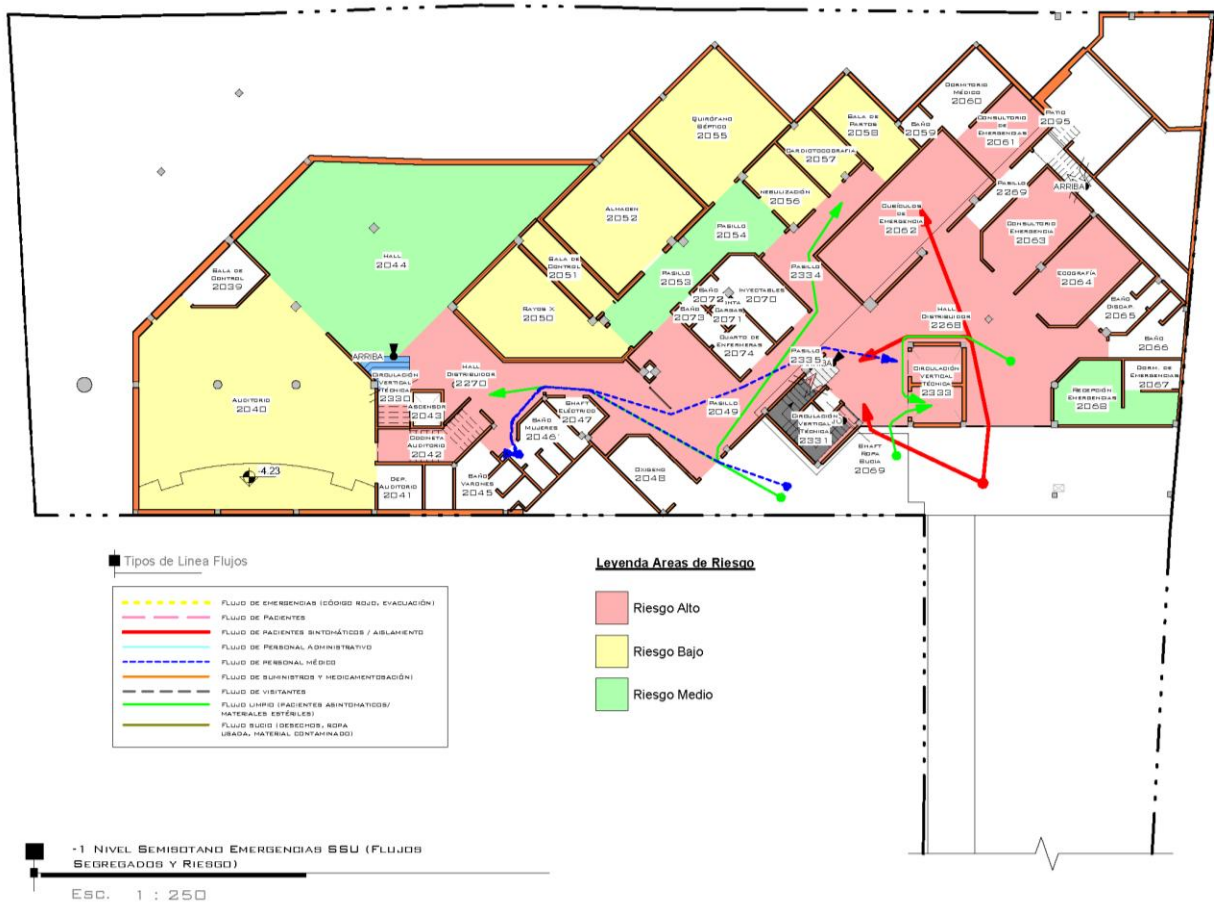 QUIRÓFANO
SÉPTICO
2055
SALA DE
PARTOS
2058
DORMITORIO
MÉDICO
2060
BAÑO
2059
CONSULTORIO
DE
EMERGENCIAS
2061
PATIO
2095
CARDIOTOCOGRAFÍA
2057
NEBULIZACIÓN
2056
ARRIBA
PASILLO
2269
ALMACEN
2052
CUBÍCULOS
DE
EMERGENCIA
2062
CONSULTORIO
EMERGENCIA
2063
PASILLO
2054
HALL
2044
SALA DE
CONTROL
2051
SALA DE
CONTROL
2039
PASILLO
2053
PASILLO
2334
ECOGRAFÍA
2064
BAÑO
2072
INYECTABLES
2070
BAÑO
2073
CARGAS
2071
BAÑO
DISCAP.
2065
RAYOS X
2050
HALL
DISTRIBUIDOR
2268
CUARTO DE
ENFERMERAS
2074
BAÑO
2066
ARRIBA
PASILLO
2335
CIRCULACIÓN
VERTICAL
TÉCNICA
2330
HALL
DISTRIBUIDOR
2270
CIRCULACIÓN
VERTICAL
TÉCNICA
2333
DORM. DE
EMERGENCIAS
2067
RECEPCIÓN
EMERGENCIAS
2068
AUDITORIO
2040
ASCENSOR
2043
PASILLO
2049
SHAFT
ELÉCTRICO
2047
CIRCULACIÓN
VERTICAL
TÉCNICA
2331
BAÑO
MUJERES
2046
COCINETA
AUDITORIO
2042
SHAFT
ROPA
SUCIA
2069
-4.23
DEP.
AUDITORIO
2041
BAÑO
VARONES
2045
OXIGENO
2048
Tipos de Línea Flujos
FLUJO DE EMERGENCIAS (CÓDIGO ROJO, EVACUACIÓN)
FLUJO DE PACIENTES
FLUJO DE PACIENTES SINTOMÁTICOS / AISLAMIENTO
FLUJO DE PERSONAL ADMINISTRATIVO
FLUJO DE PERSONAL MÉDICO
FLUJO DE SUMINISTROS Y MEDICAMENTOSACIÓN)
FLUJO DE VISITANTES
FLUJO LIMPIO (PACIENTES ASINTOMATICOS/
MATERIALES ESTÉRILES)
FLUJO SUCIO (DESECHOS, ROPA
USADA, MATERIAL CONTAMINADO)
Leyenda Areas de Riesgo
Riesgo Alto
Riesgo Bajo
Riesgo Medio
-1 NIVEL SEMISOTANO EMERGENCIAS SSU (FLUJOS
SEGREGADOS Y RIESGO)
ESC. 1 : 250